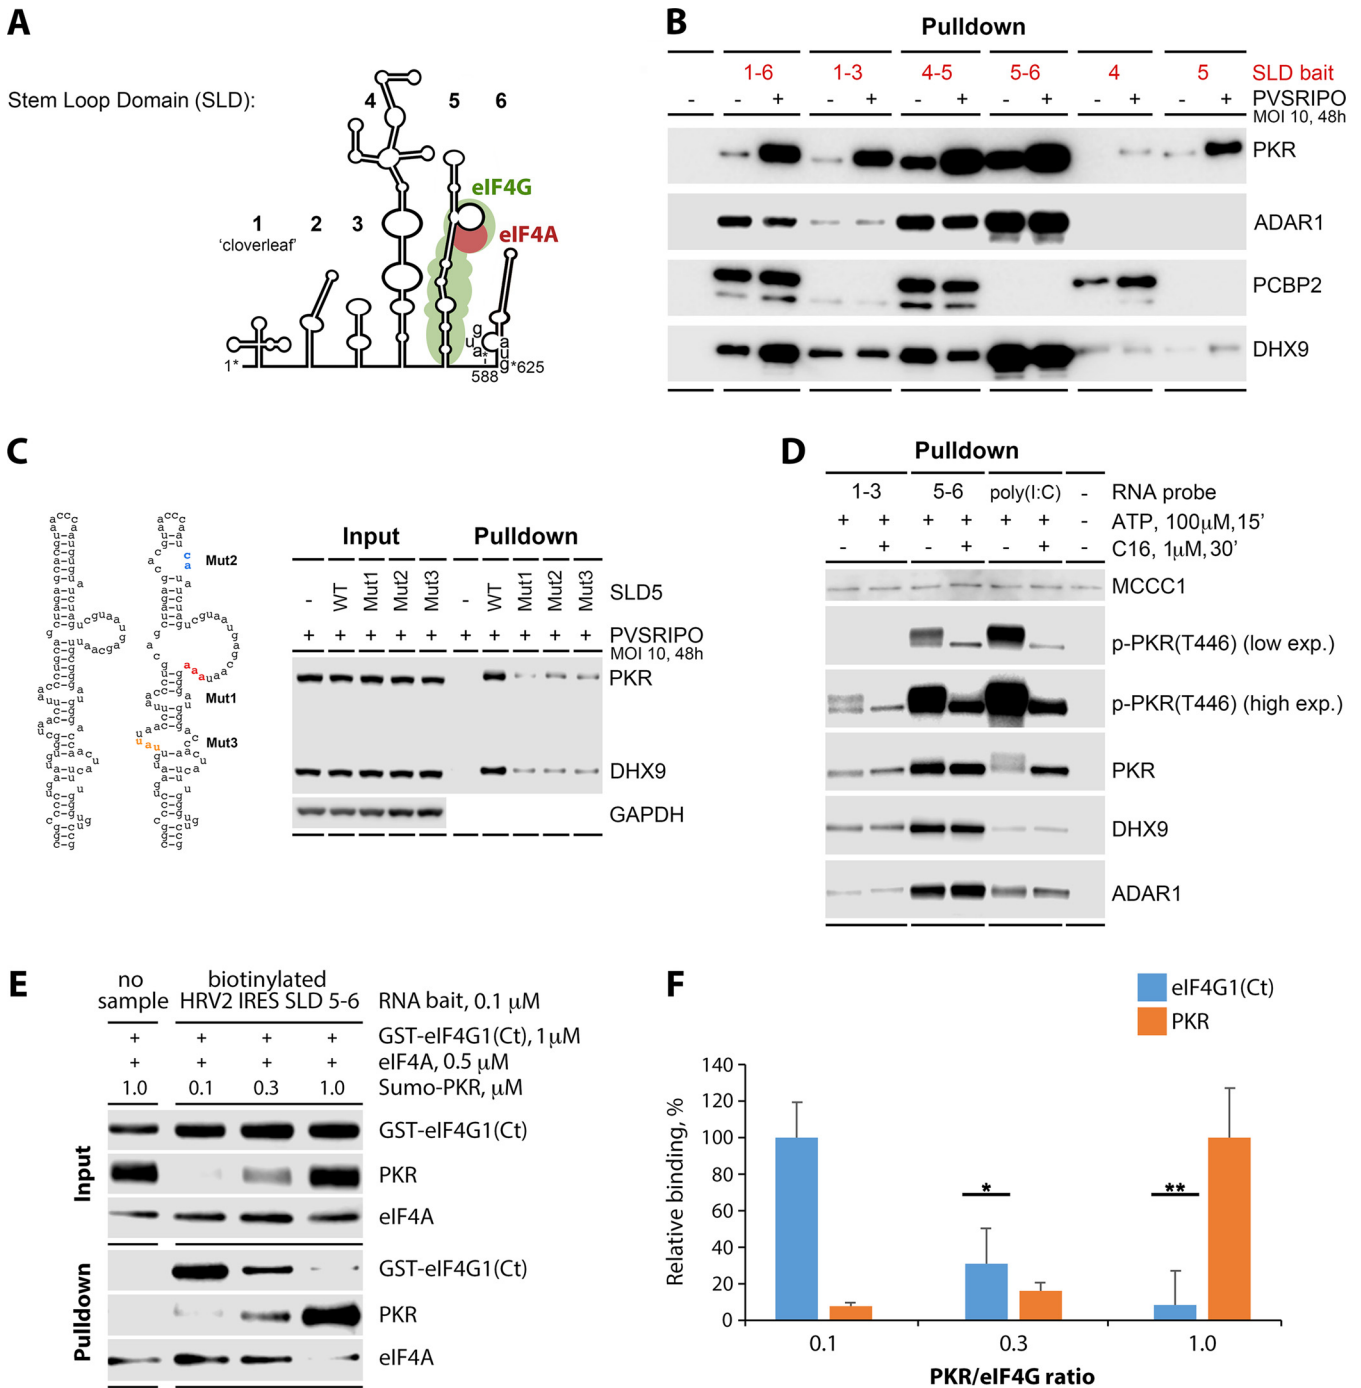 A
Stem Loop Domain (SLD):
4 5 6
eIF4G
eIF4A
1 2 3
'cloverleaf'
g
u a*
a
u
g
1*
588
*625
B
Pulldown
1-6 1-3 4-5 5-6 4 5 SLD bait
- - + - + - + - + - + - + PVSRIPO
MOI 10, 48h
PKR
ADAR1
PCBP2
DHX9
C
Mut2
Mut1
Mut3
Input Pulldown
- WT Mut1 Mut2 Mut3 - WT Mut1 Mut2 Mut3 SLD5
+ + + + + + + + + + PVSRIPO
MOI 10, 48h
PKR
DHX9
GAPDH
D
Pulldown
1-3 5-6 poly(I:C) - RNA probe
+ + + + + + - ATP, 100µM,15'
- + - + - + - C16, 1µM,30'
MCCC1
p-PKR(T446) (low exp.)
p-PKR(T446) (high exp.)
PKR
DHX9
ADAR1
E
no sample
biotinylated
HRV2 IRES SLD 5-6
RNA bait, 0.1 µM
+ + + + GST-eIF4G1(Ct), 1µM
+ + + + eIF4A, 0.5 µM
1.0 0.1 0.3 1.0 Sumo-PKR, µM
Input
GST-eIF4G1(Ct)
PKR
eIF4A
Pulldown
GST-eIF4G1(Ct)
PKR
eIF4A
F
eIF4G1(Ct)
PKR
Relative binding, %
140
120
100
80
60
40
20
0
*
**
0.1 0.3 1.0
PKR/eIF4G ratio